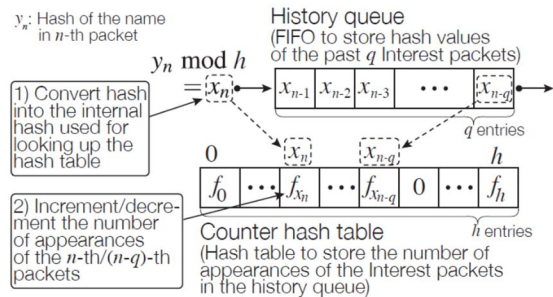 yₙ: Hash of the name
in n-th packet
History queue
(FIFO to store hash values
of the past q Interest packets)
yₙ mod h
= xₙ
xₙ₋₁ xₙ₋₂ xₙ₋₃ ••• xₙ₋q
q entries
1) Convert hash
into the internal
hash used for
looking up the
hash table
0 xₙ xₙ₋q h
f₀ ••• f_xₙ ••• f_xₙ₋q 0 ••• fₕ
h entries
2) Increment/decre-
ment the number
of appearances
of the n-th/(n-q)-th
packets
Counter hash table
(Hash table to store the number of
appearances of the Interest packets
in the history queue)